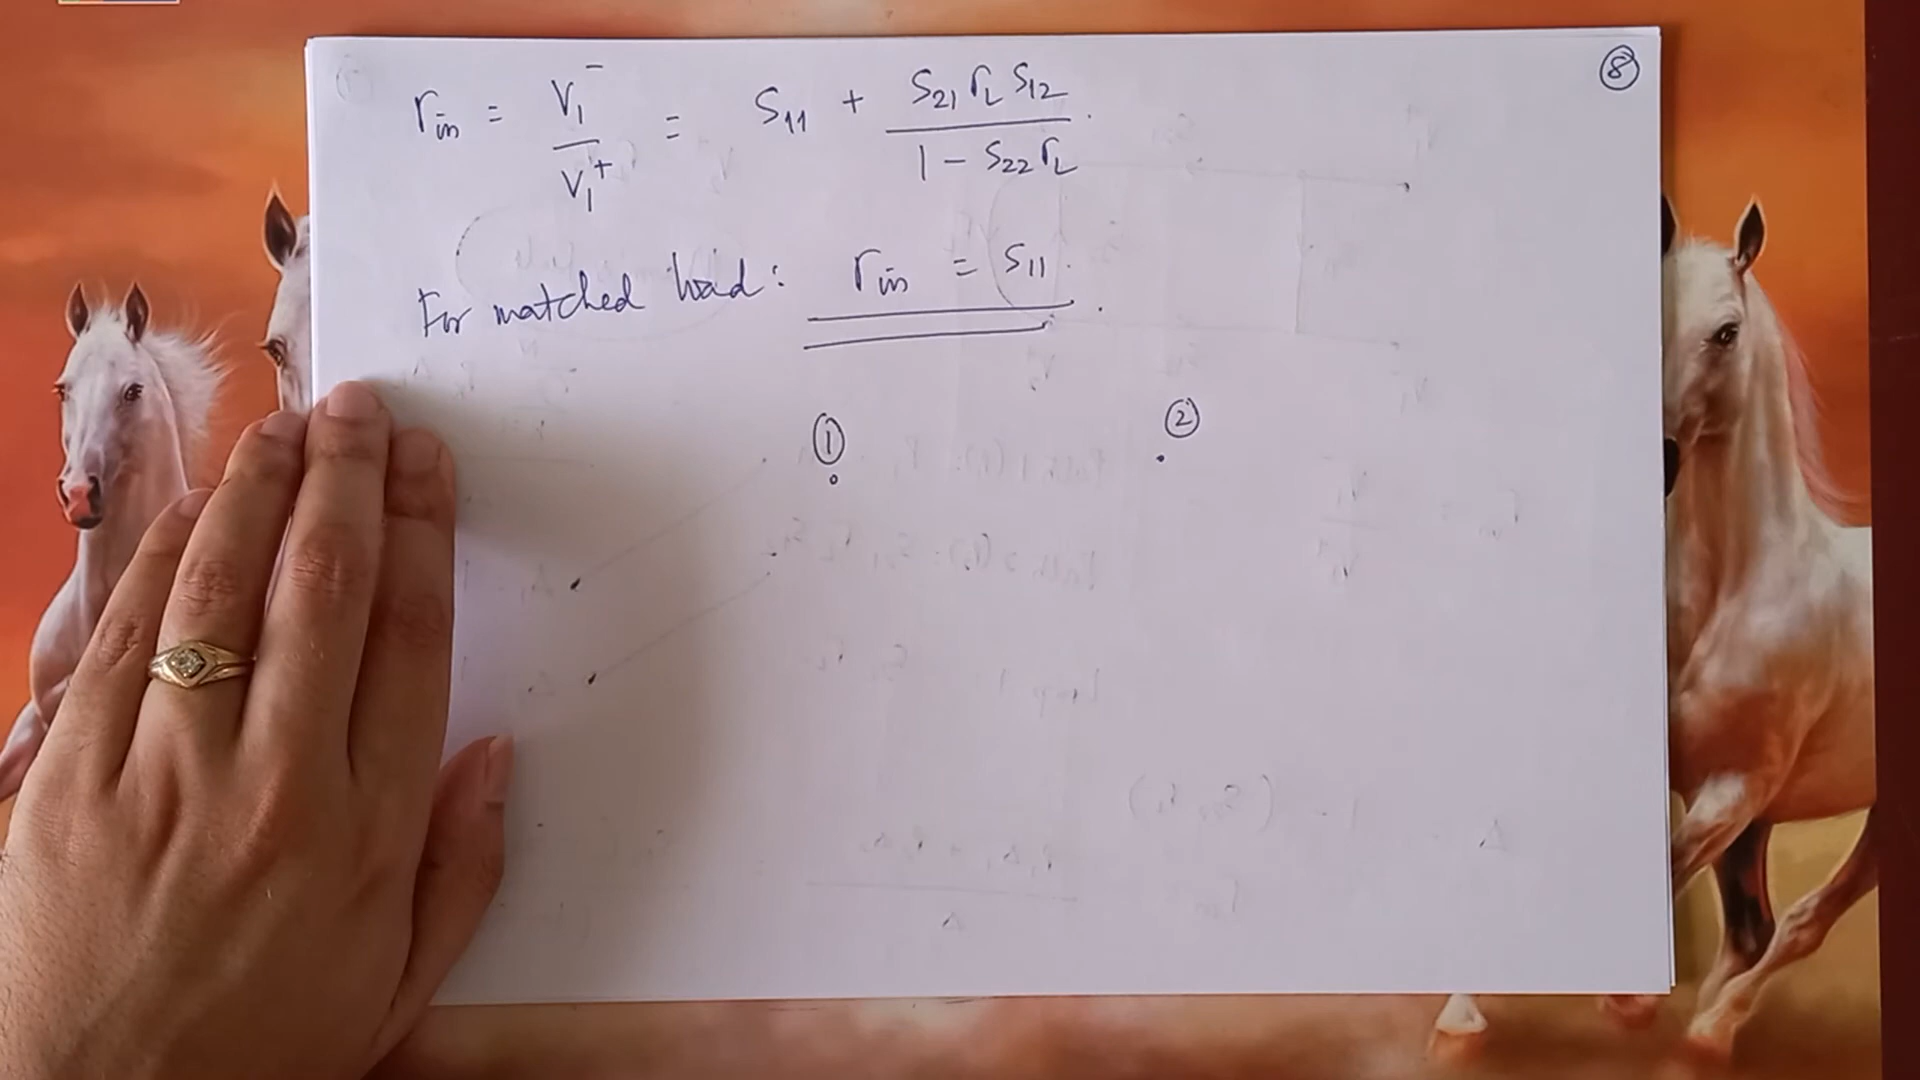 ⑧
Γin = V1⁻ / V1⁺ = S11 + S21 ΓL S12 / 1 − S22 ΓL .
For matched load : Γin = S11 .
① ②